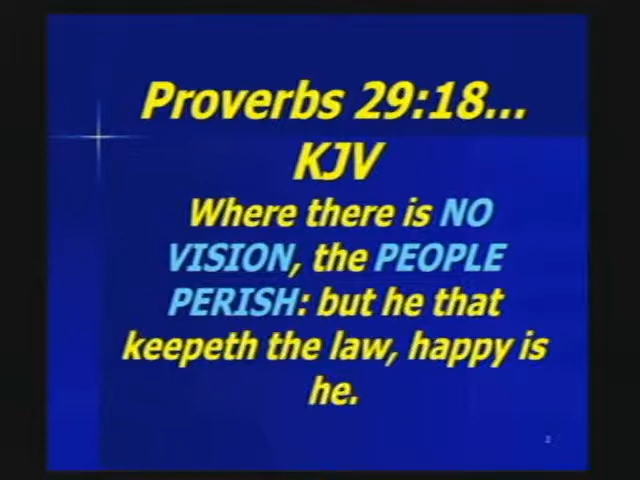 Proverbs 29:18...
KJV
Where there is NO
VISION, the PEOPLE
PERISH: but he that
keepeth the law, happy is
he.
2